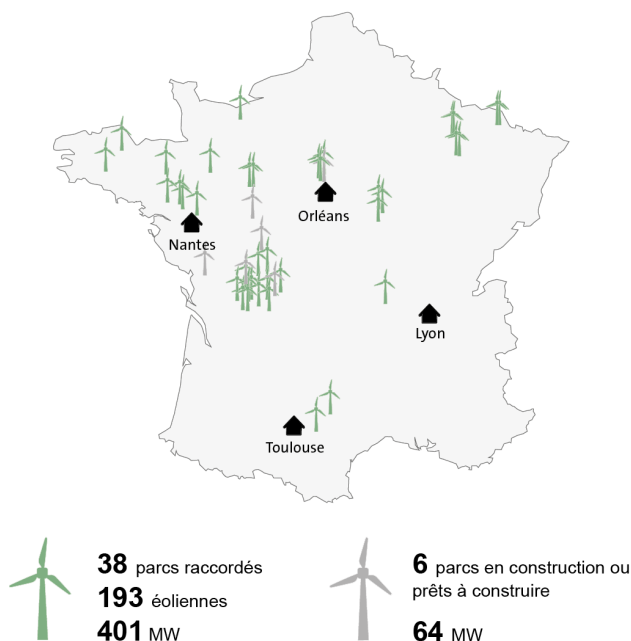 Orléans
Nantes
Lyon
Toulouse
38 parcs raccordés
193 éoliennes
401 MW
6 parcs en construction ou
prêts à construire
64 MW